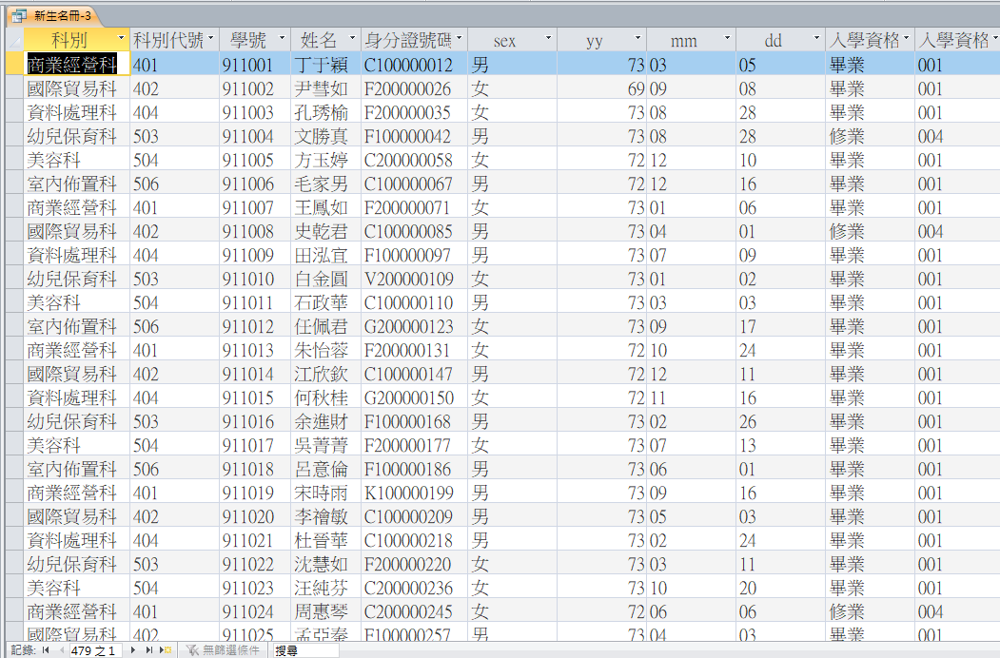 新生名冊-3
科別 科別代號 學號 姓名 身分證號碼 sex yy mm dd 入學資格 入學資格
商業經營科 401 911001 丁于穎 C100000012 男 73 03 05 畢業 001
國際貿易科 402 911002 尹彗如 F200000026 女 69 09 08 畢業 001
資料處理科 404 911003 孔琇榆 F200000035 女 73 08 28 畢業 001
幼兒保育科 503 911004 文勝真 F100000042 男 73 08 28 修業 004
美容科 504 911005 方玉婷 C200000058 女 72 12 10 畢業 001
室內佈置科 506 911006 毛家男 C100000067 男 72 12 16 畢業 001
商業經營科 401 911007 王鳳如 F200000071 女 73 01 06 畢業 001
國際貿易科 402 911008 史乾君 C100000085 男 73 04 01 修業 004
資料處理科 404 911009 田泓宜 F100000097 男 73 07 09 畢業 001
幼兒保育科 503 911010 白金圓 V200000109 女 73 01 02 畢業 001
美容科 504 911011 石政華 C100000110 男 73 03 03 畢業 001
室內佈置科 506 911012 任佩君 G200000123 女 73 09 17 畢業 001
商業經營科 401 911013 朱怡蓉 F200000131 女 72 10 24 畢業 001
國際貿易科 402 911014 江欣欽 C100000147 男 72 12 11 畢業 001
資料處理科 404 911015 何秋桂 G200000150 女 72 11 16 畢業 001
幼兒保育科 503 911016 余進財 F100000168 男 73 02 26 畢業 001
美容科 504 911017 吳菁菁 F200000177 女 73 07 13 畢業 001
室內佈置科 506 911018 呂意倫 F100000186 男 73 06 01 畢業 001
商業經營科 401 911019 宋時雨 K100000199 男 73 09 16 畢業 001
國際貿易科 402 911020 李禬敏 C100000209 男 73 05 03 畢業 001
資料處理科 404 911021 杜晉華 C100000218 男 73 02 24 畢業 001
幼兒保育科 503 911022 沈慧如 F200000220 女 73 03 11 畢業 001
美容科 504 911023 汪純芬 C200000236 女 73 10 20 畢業 001
商業經營科 401 911024 周惠琴 C200000245 女 72 06 06 修業 004
國際貿易科 402 911025 孟亞泰 F100000257 男 73 04 03 畢業 001
記錄: 479 之 1 無篩選條件 搜尋